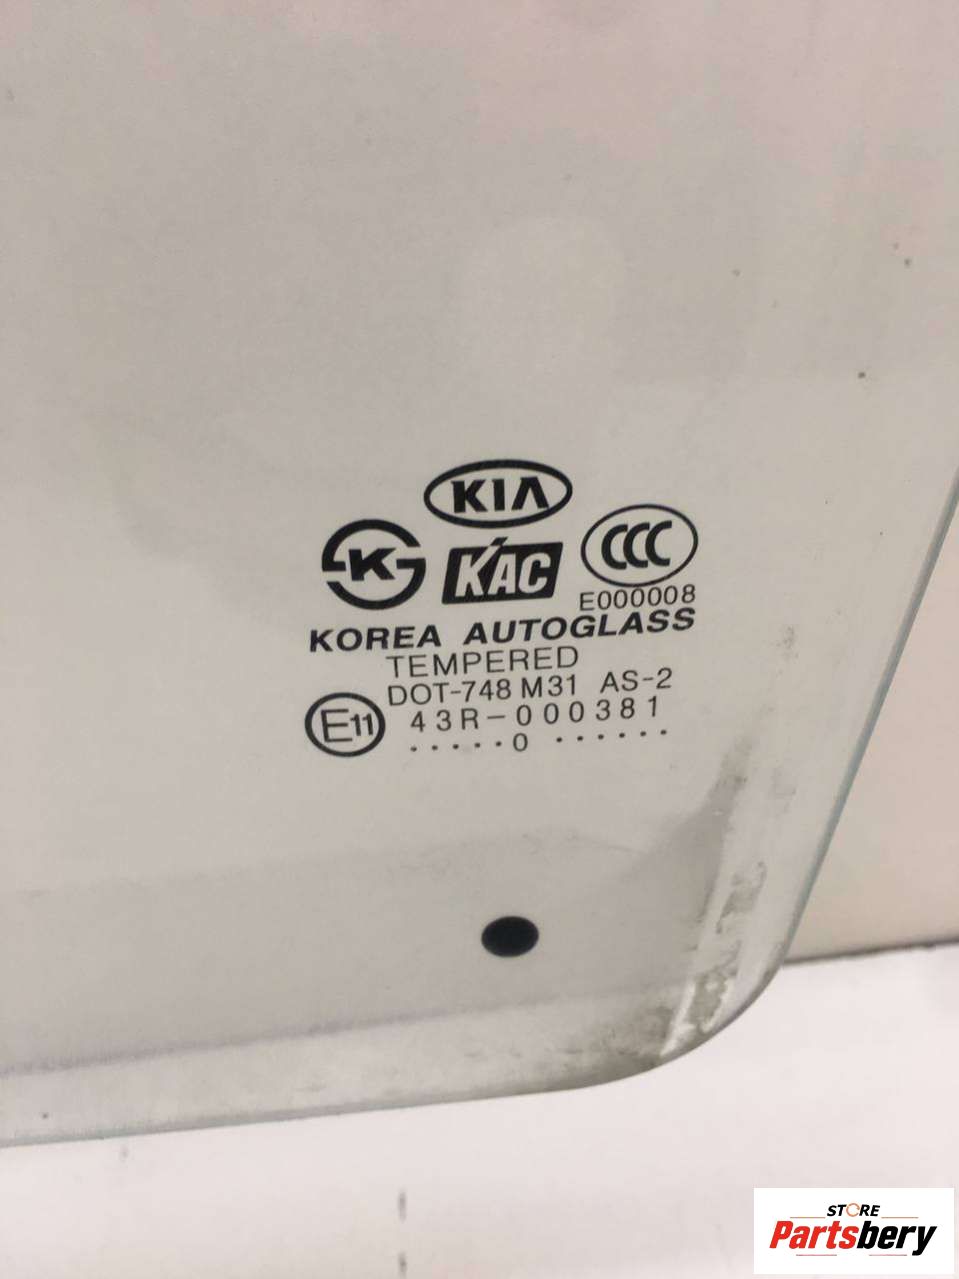 KIA
K
KAC
CCC
E000008
KOREA AUTOGLASS
TEMPERED
DOT-748 M31 AS-2
E11
43R-000381
.....0 ......
STORE
Partsbery